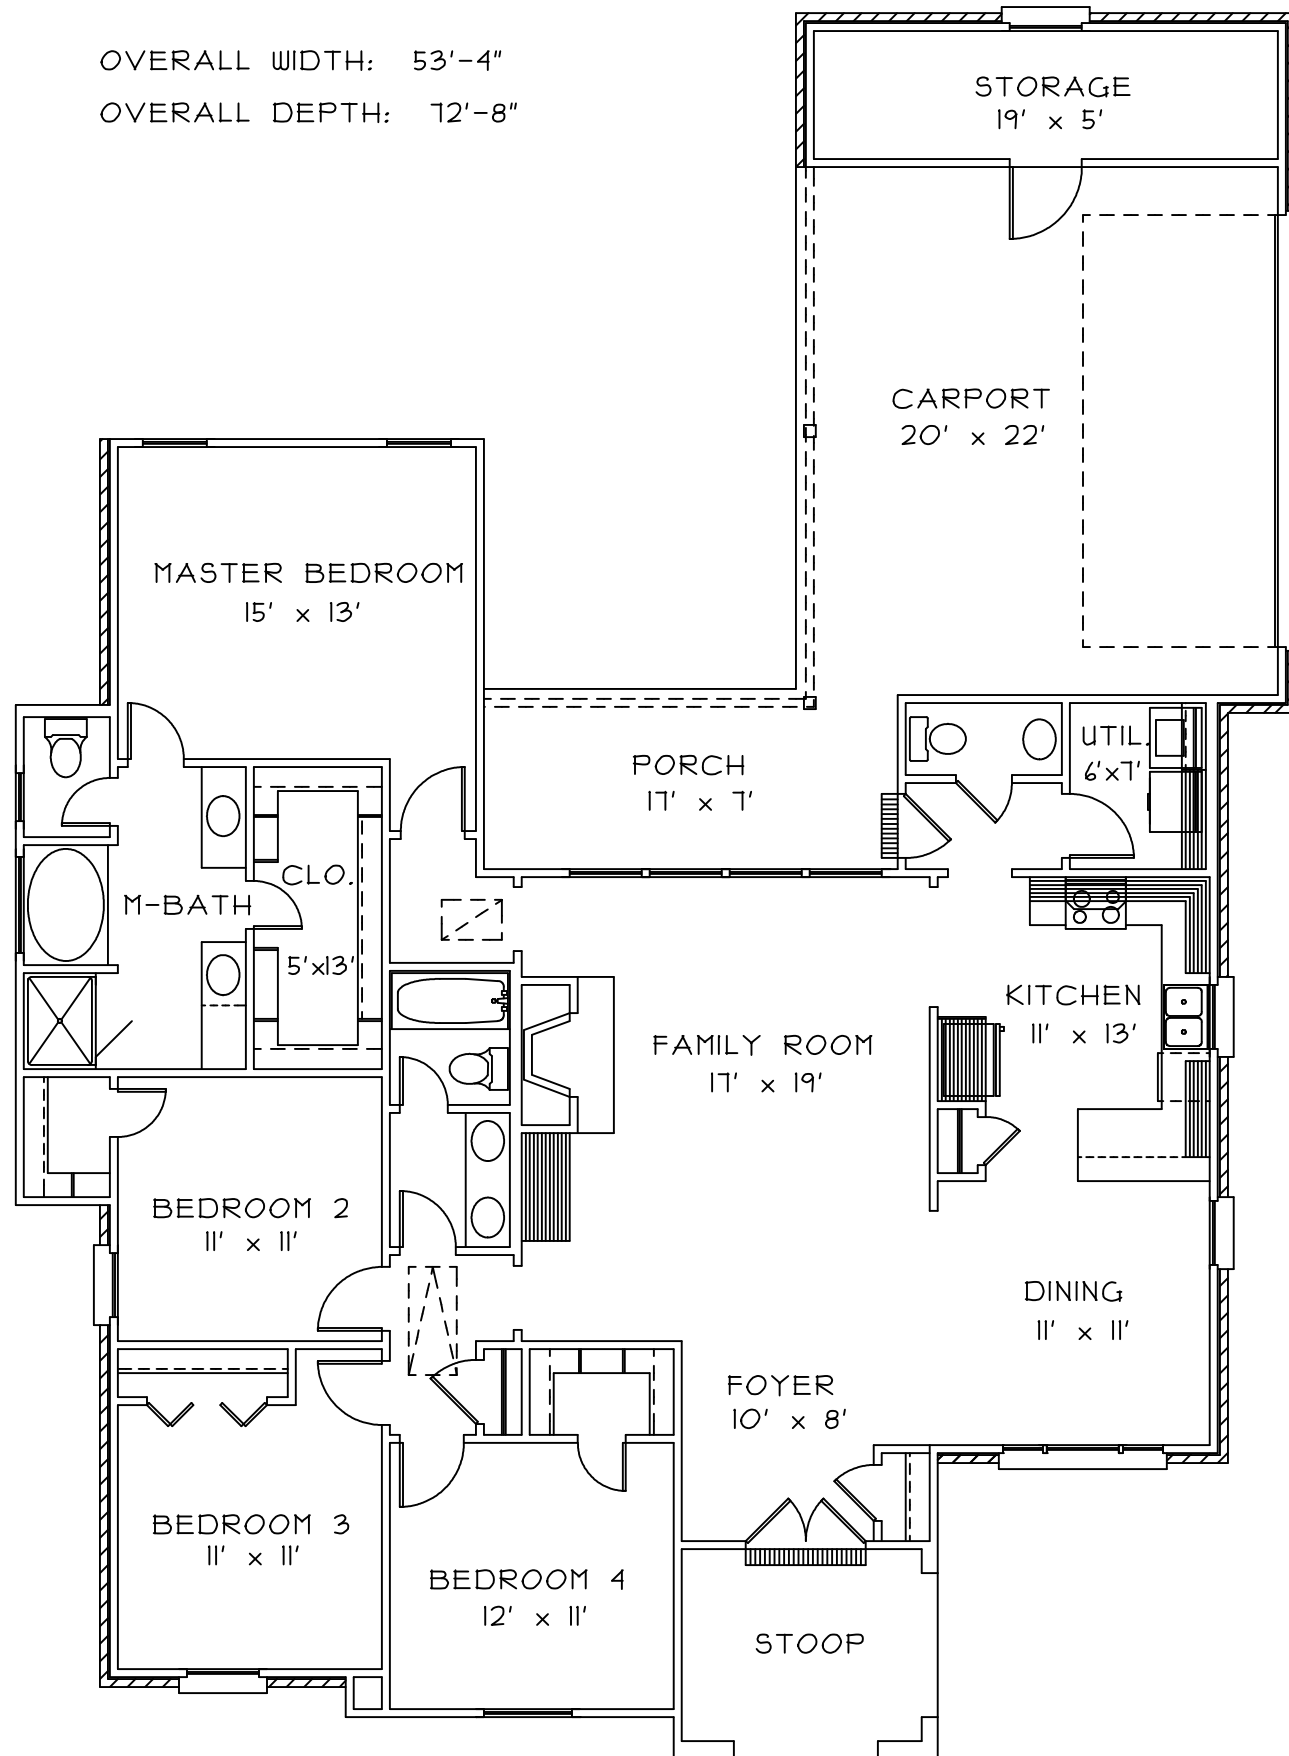 OVERALL WIDTH: 53'-4"
OVERALL DEPTH: 72'-8"
STORAGE
19' x 5'
CARPORT
20' x 22'
MASTER BEDROOM
15' x 13'
PORCH
17' x 7'
UTIL.
6'x7'
CLO.
5'x13'
M-BATH
KITCHEN
11' x 13'
FAMILY ROOM
17' x 19'
BEDROOM 2
11' x 11'
DINING
11' x 11'
FOYER
10' x 8'
BEDROOM 3
11' x 11'
BEDROOM 4
12' x 11'
STOOP